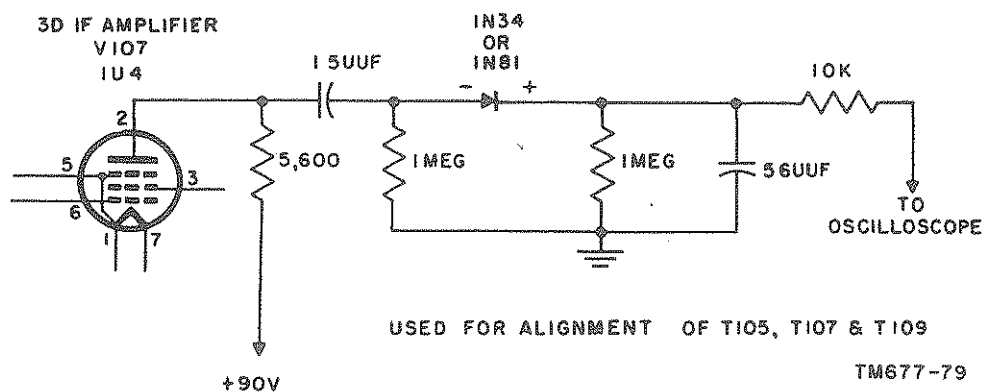 3D IF AMPLIFIER
V107
1U4
1N34
OR
1N81
15UUF
10K
-
+
2
5
3
6
1
7
5,600
1MEG
1MEG
56UUF
TO
OSCILLOSCOPE
USED FOR ALIGNMENT OF T105, T107 & T109
+90V
TM677-79